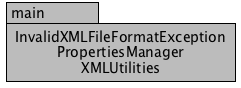 main
InvalidXMLFileFormatException
PropertiesManager
XMLUtilities